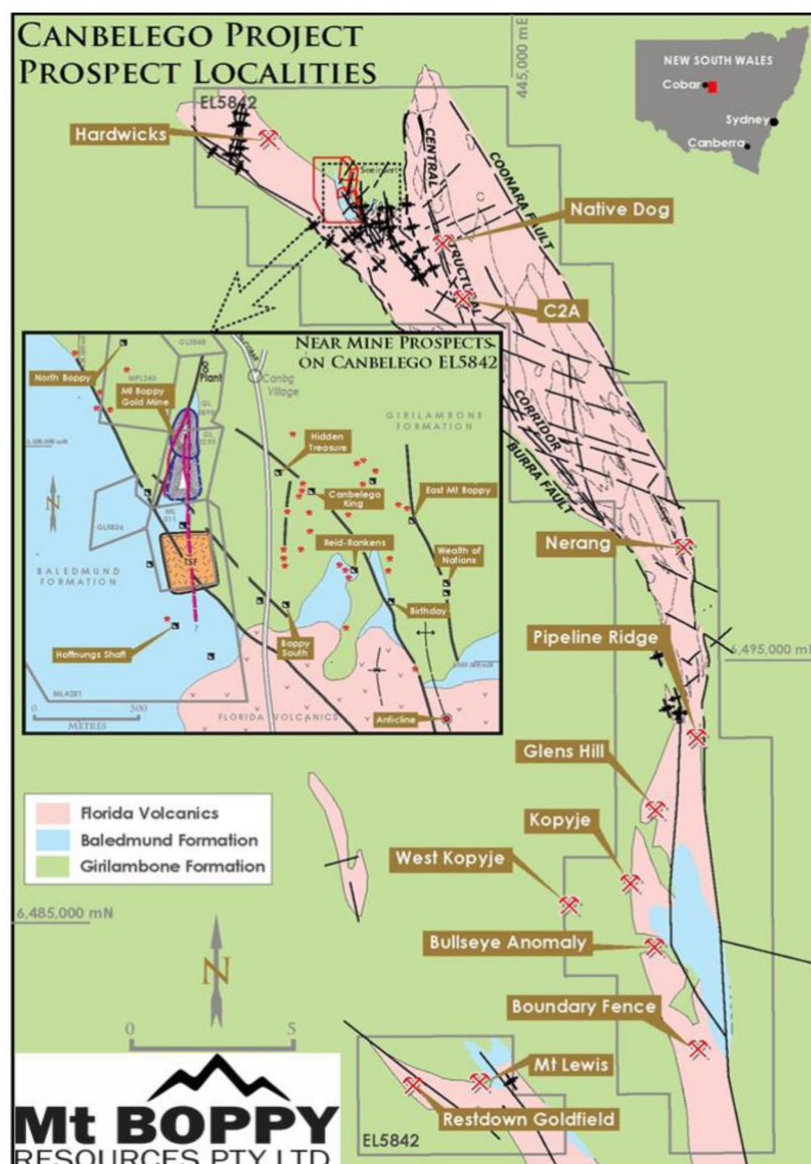 CANBELEGO PROJECT
PROSPECT LOCALITIES
445,000 mE
NEW SOUTH WALES
Cobar
Sydney
Canberra
EL5842
Hardwicks
See insert
CENTRAL
STRUCTURAL
CORRIDOR
COONARA FAULT
BURRA FAULT
Native Dog
C2A
NEAR MINE PROSPECTS
ON CANBELEGO EL5842
North Boppy
Mt Boppy
Gold Mine
Plant
Canbg
Village
GIRILAMBONE
FORMATION
Hidden
Treasure
Canbelego
King
East Mt Boppy
Reid-Rankens
Wealth of
Nations
N
BALEDMUND
FORMATION
TSF
Birthday
Boppy
South
Hoffnungs Shaft
MLA281
0 500
METRES
FLORIDA VOLCANICS
Anticline
Nerang
Pipeline Ridge
6,495,000 mN
Glens Hill
Kopyje
West Kopyje
Florida Volcanics
Baledmund Formation
Girilambone Formation
6,485,000 mN
Bullseye Anomaly
N
Boundary Fence
0 5
Mt Lewis
Restdown Goldfield
EL5842
Mt BOPPY
RESOURCES PTY LTD